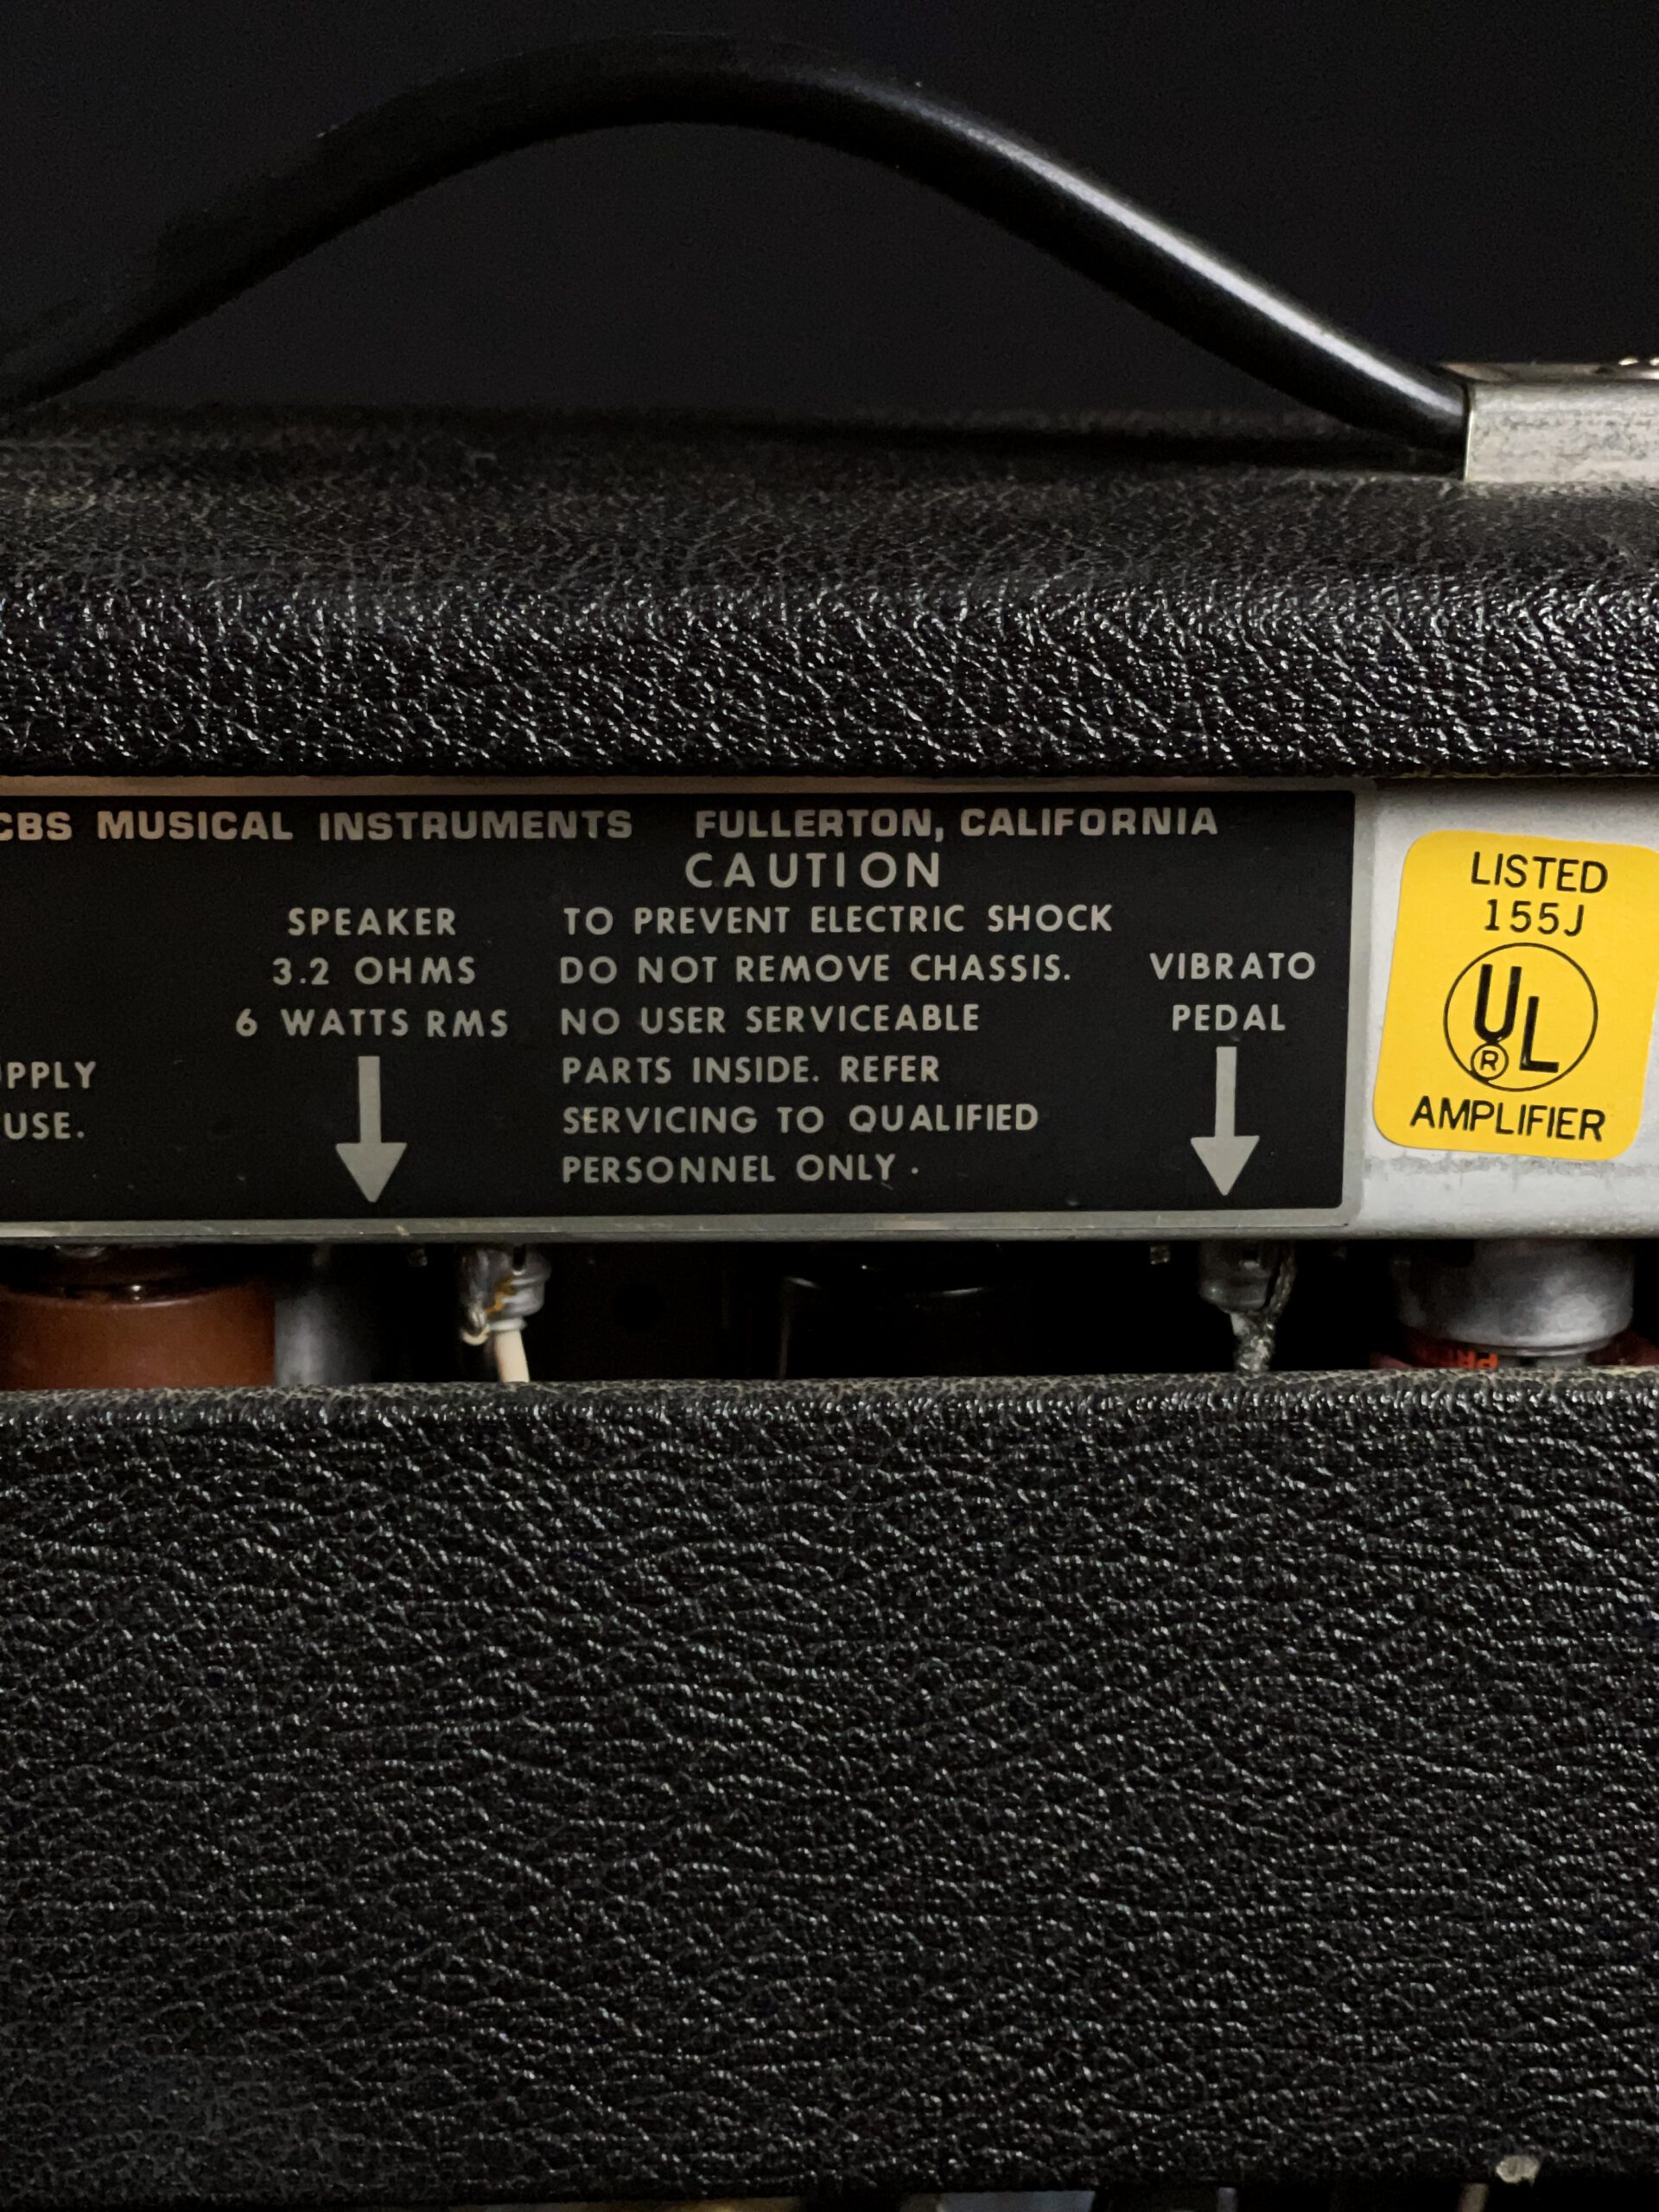 CBS MUSICAL INSTRUMENTS FULLERTON, CALIFORNIA
CAUTION
SPEAKER
3.2 OHMS
6 WATTS RMS
TO PREVENT ELECTRIC SHOCK
DO NOT REMOVE CHASSIS.
NO USER SERVICEABLE
PARTS INSIDE. REFER
SERVICING TO QUALIFIED
PERSONNEL ONLY.
VIBRATO
PEDAL
USE.
LISTED
155J
UL
®
AMPLIFIER